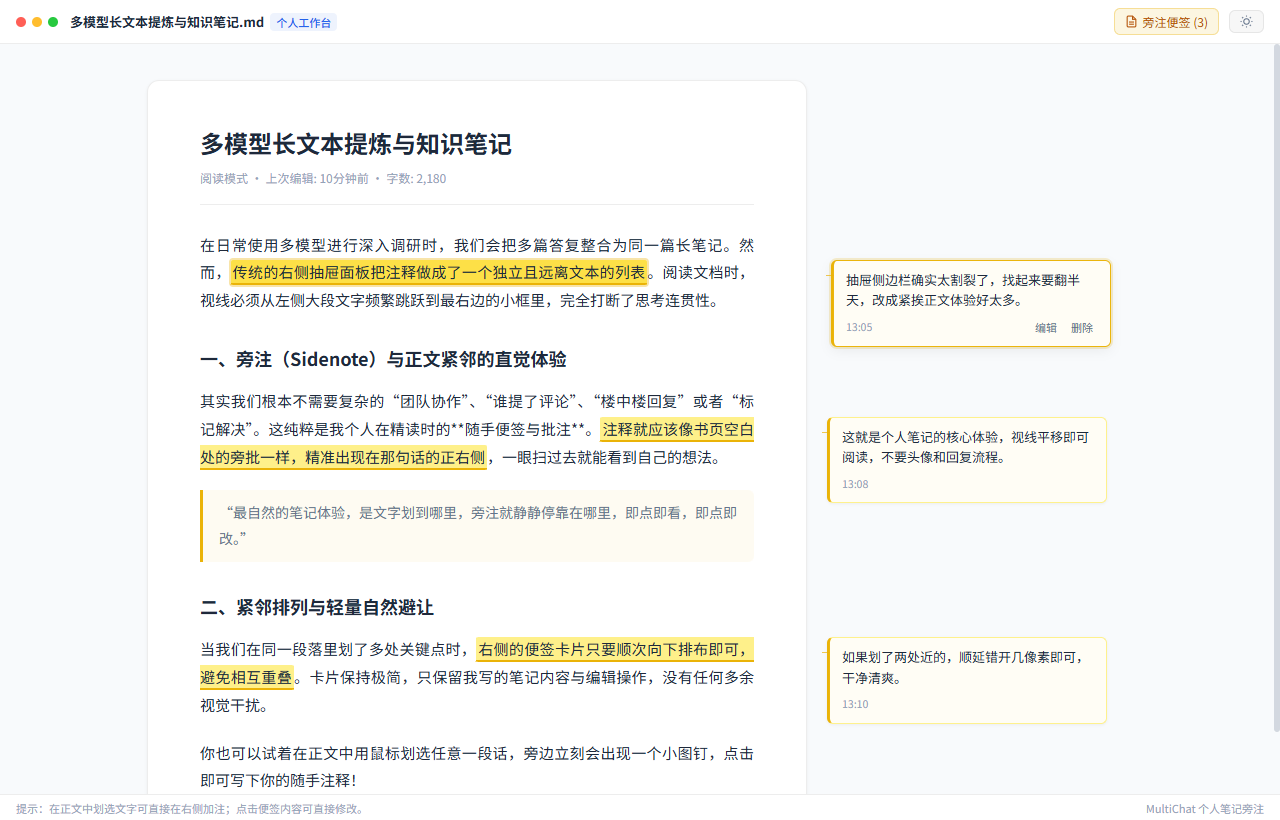 多模型长文本提炼与知识笔记.md 个人工作台 旁注便签 (3)
多模型长文本提炼与知识笔记
阅读模式 • 上次编辑: 10分钟前 • 字数: 2,180
在日常使用多模型进行深入调研时，我们会把多篇答复整合为同一篇长笔记。然
而，传统的右侧抽屉面板把注释做成了一个独立且远离文本的列表。阅读文档时，
视线必须从左侧大段文字频繁跳跃到最右边的小框里，完全打断了思考连贯性。
抽屉侧边栏确实太割裂了，找起来要翻半
天，改成紧挨正文体验好太多。
13:05 编辑 删除
一、旁注（Sidenote）与正文紧邻的直觉体验
其实我们根本不需要复杂的“团队协作”、“谁提了评论”、“楼中楼回复”或者“标
记解决”。这纯粹是我个人在精读时的**随手便签与批注**。注释就应该像书页空白
处的旁批一样，精准出现在那句话的正右侧，一眼扫过去就能看到自己的想法。
这就是个人笔记的核心体验，视线平移即可
阅读，不要头像和回复流程。
13:08
“最自然的笔记体验，是文字划到哪里，旁注就静静停靠在哪里，即点即看，即点即
改。”
二、紧邻排列与轻量自然避让
当我们在同一段落里划了多处关键点时，右侧的便签卡片只要顺次向下排布即可，
避免相互重叠。卡片保持极简，只保留我写的笔记内容与编辑操作，没有任何多余
视觉干扰。
如果划了两处近的，顺延错开几像素即可，
干净清爽。
13:10
你也可以试着在正文中用鼠标划选任意一段话，旁边立刻会出现一个小图钉，点击
即可写下你的随手注释！
提示：在正文中划选文字可直接在右侧加注；点击便签内容可直接修改。 MultiChat 个人笔记旁注